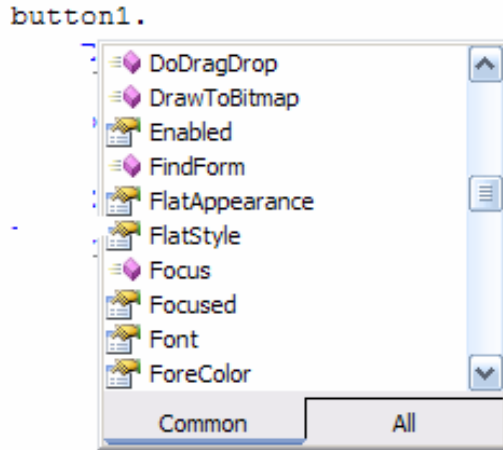 button1.
DoDragDrop
DrawToBitmap
Enabled
FindForm
FlatAppearance
FlatStyle
Focus
Focused
Font
ForeColor
Common All